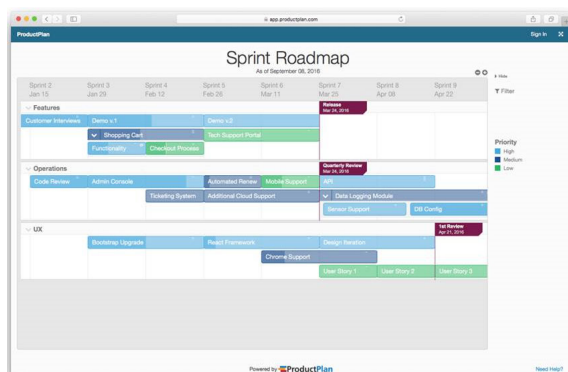 app.productplan.com
ProductPlan
Sign In
Sprint Roadmap
As of September 08, 2016
Hide
Sprint 2 Sprint 3 Sprint 4 Sprint 5 Sprint 6 Sprint 7 Sprint 8 Sprint 9
Jan 15 Jan 29 Feb 12 Feb 26 Mar 11 Mar 25 Apr 08 Apr 22
Filter
Features
Release
Mar 24, 2016
Customer Interviews Demo v.1 Demo v.2
Shopping Cart Tech Support Portal
Functionality Checkout Process
Priority
High
Medium
Low
Operations
Quarterly Review
Mar 24, 2016
Code Review Admin Console Automated Renew Mobile Support API
Ticketing System Additional Cloud Support Data Logging Module
Sensor Support DB Config
UX
1st Review
Apr 21, 2016
Bootstrap Upgrade React Framework Design Iteration
Chrome Support
User Story 1 User Story 2 User Story 3
Powered by ProductPlan
Need Help?